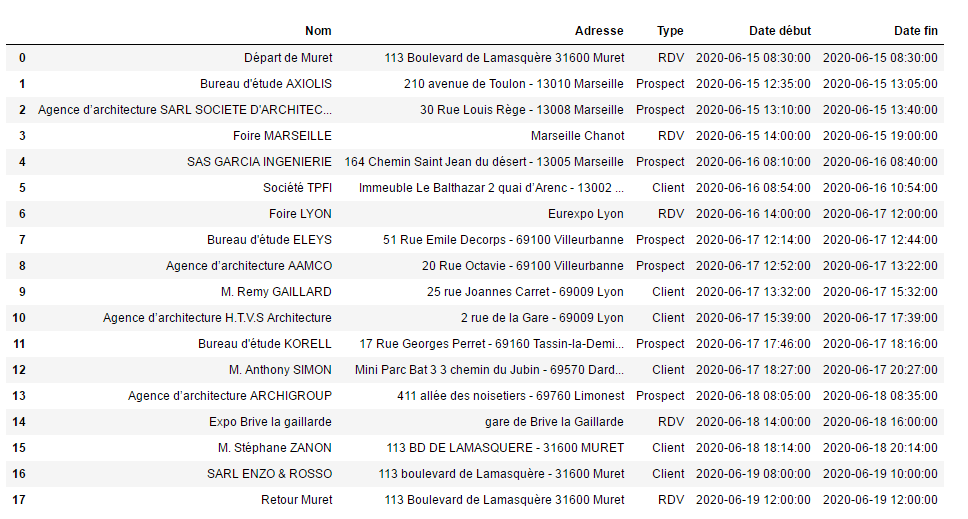 Nom Adresse Type Date début Date fin
0 Départ de Muret 113 Boulevard de Lamasquère 31600 Muret RDV 2020-06-15 08:30:00 2020-06-15 08:30:00
1 Bureau d'étude AXIOLIS 210 avenue de Toulon - 13010 Marseille Prospect 2020-06-15 12:35:00 2020-06-15 13:05:00
2 Agence d’architecture SARL SOCIETE D'ARCHITEC... 30 Rue Louis Rège - 13008 Marseille Prospect 2020-06-15 13:10:00 2020-06-15 13:40:00
3 Foire MARSEILLE Marseille Chanot RDV 2020-06-15 14:00:00 2020-06-15 19:00:00
4 SAS GARCIA INGENIERIE 164 Chemin Saint Jean du désert - 13005 Marseille Prospect 2020-06-16 08:10:00 2020-06-16 08:40:00
5 Société TPFI Immeuble Le Balthazar 2 quai d’Arenc - 13002 ... Client 2020-06-16 08:54:00 2020-06-16 10:54:00
6 Foire LYON Eurexpo Lyon RDV 2020-06-16 14:00:00 2020-06-17 12:00:00
7 Bureau d'étude ELEYS 51 Rue Emile Decorps - 69100 Villeurbanne Prospect 2020-06-17 12:14:00 2020-06-17 12:44:00
8 Agence d’architecture AAMCO 20 Rue Octavie - 69100 Villeurbanne Prospect 2020-06-17 12:52:00 2020-06-17 13:22:00
9 M. Remy GAILLARD 25 rue Joannes Carret - 69009 Lyon Client 2020-06-17 13:32:00 2020-06-17 15:32:00
10 Agence d’architecture H.T.V.S Architecture 2 rue de la Gare - 69009 Lyon Client 2020-06-17 15:39:00 2020-06-17 17:39:00
11 Bureau d'étude KORELL 17 Rue Georges Perret - 69160 Tassin-la-Demi... Prospect 2020-06-17 17:46:00 2020-06-17 18:16:00
12 M. Anthony SIMON Mini Parc Bat 3 3 chemin du Jubin - 69570 Dard... Client 2020-06-17 18:27:00 2020-06-17 20:27:00
13 Agence d’architecture ARCHIGROUP 411 allée des noisetiers - 69760 Limonest Prospect 2020-06-18 08:05:00 2020-06-18 08:35:00
14 Expo Brive la gaillarde gare de Brive la Gaillarde RDV 2020-06-18 14:00:00 2020-06-18 16:00:00
15 M. Stéphane ZANON 113 BD DE LAMASQUERE - 31600 MURET Client 2020-06-18 18:14:00 2020-06-18 20:14:00
16 SARL ENZO & ROSSO 113 boulevard de Lamasquère - 31600 Muret Client 2020-06-19 08:00:00 2020-06-19 10:00:00
17 Retour Muret 113 Boulevard de Lamasquère 31600 Muret RDV 2020-06-19 12:00:00 2020-06-19 12:00:00